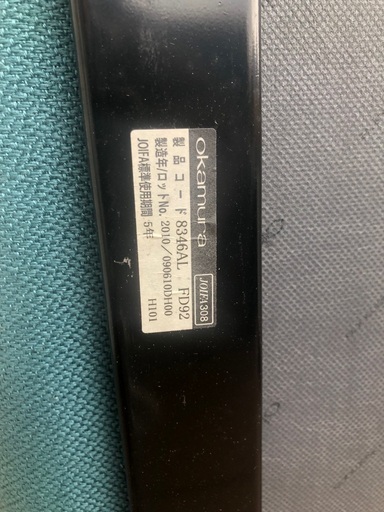 okamura
JOIFA308
製品コード 8346AL FD92
製造年/ロットNo. 2010/090610DH00
JOIFA標準使用期間 5年
H101